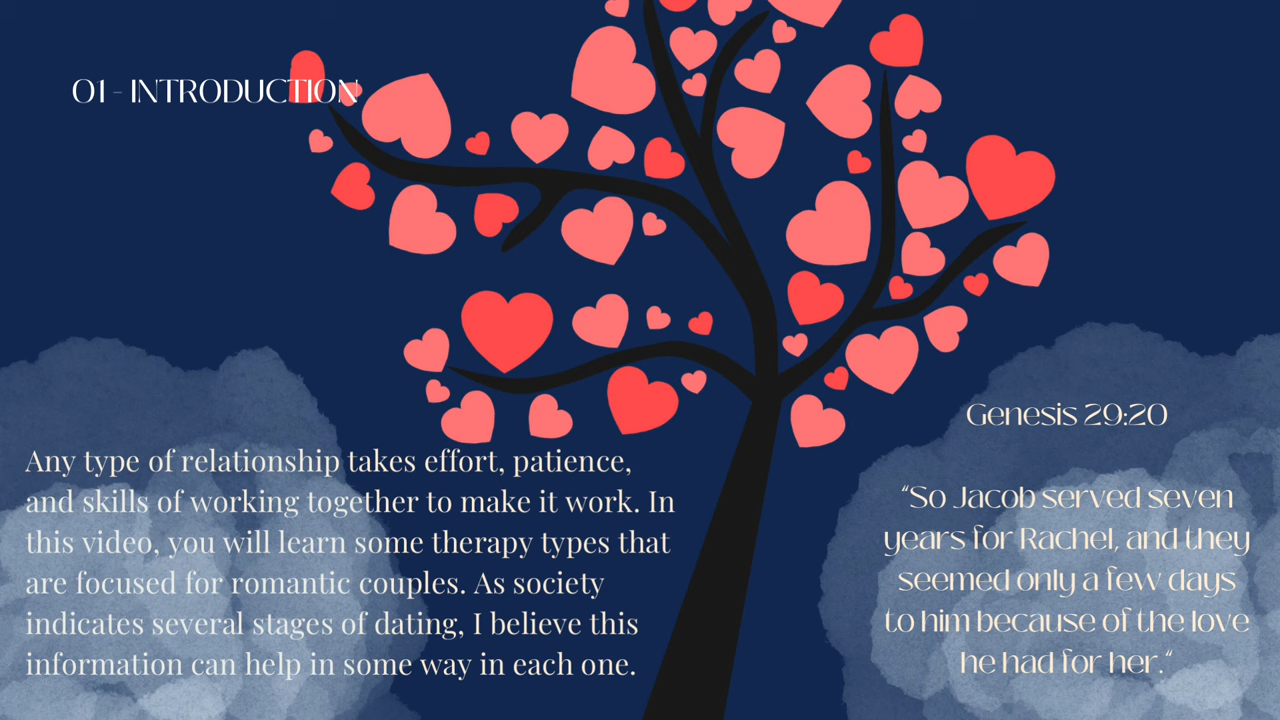 01 - INTRODUCTION
Any type of relationship takes effort, patience,
and skills of working together to make it work. In
this video, you will learn some therapy types that
are focused for romantic couples. As society
indicates several stages of dating, I believe this
information can help in some way in each one.
Genesis 29:20
“So Jacob served seven
years for Rachel, and they
seemed only a few days
to him because of the love
he had for her.“